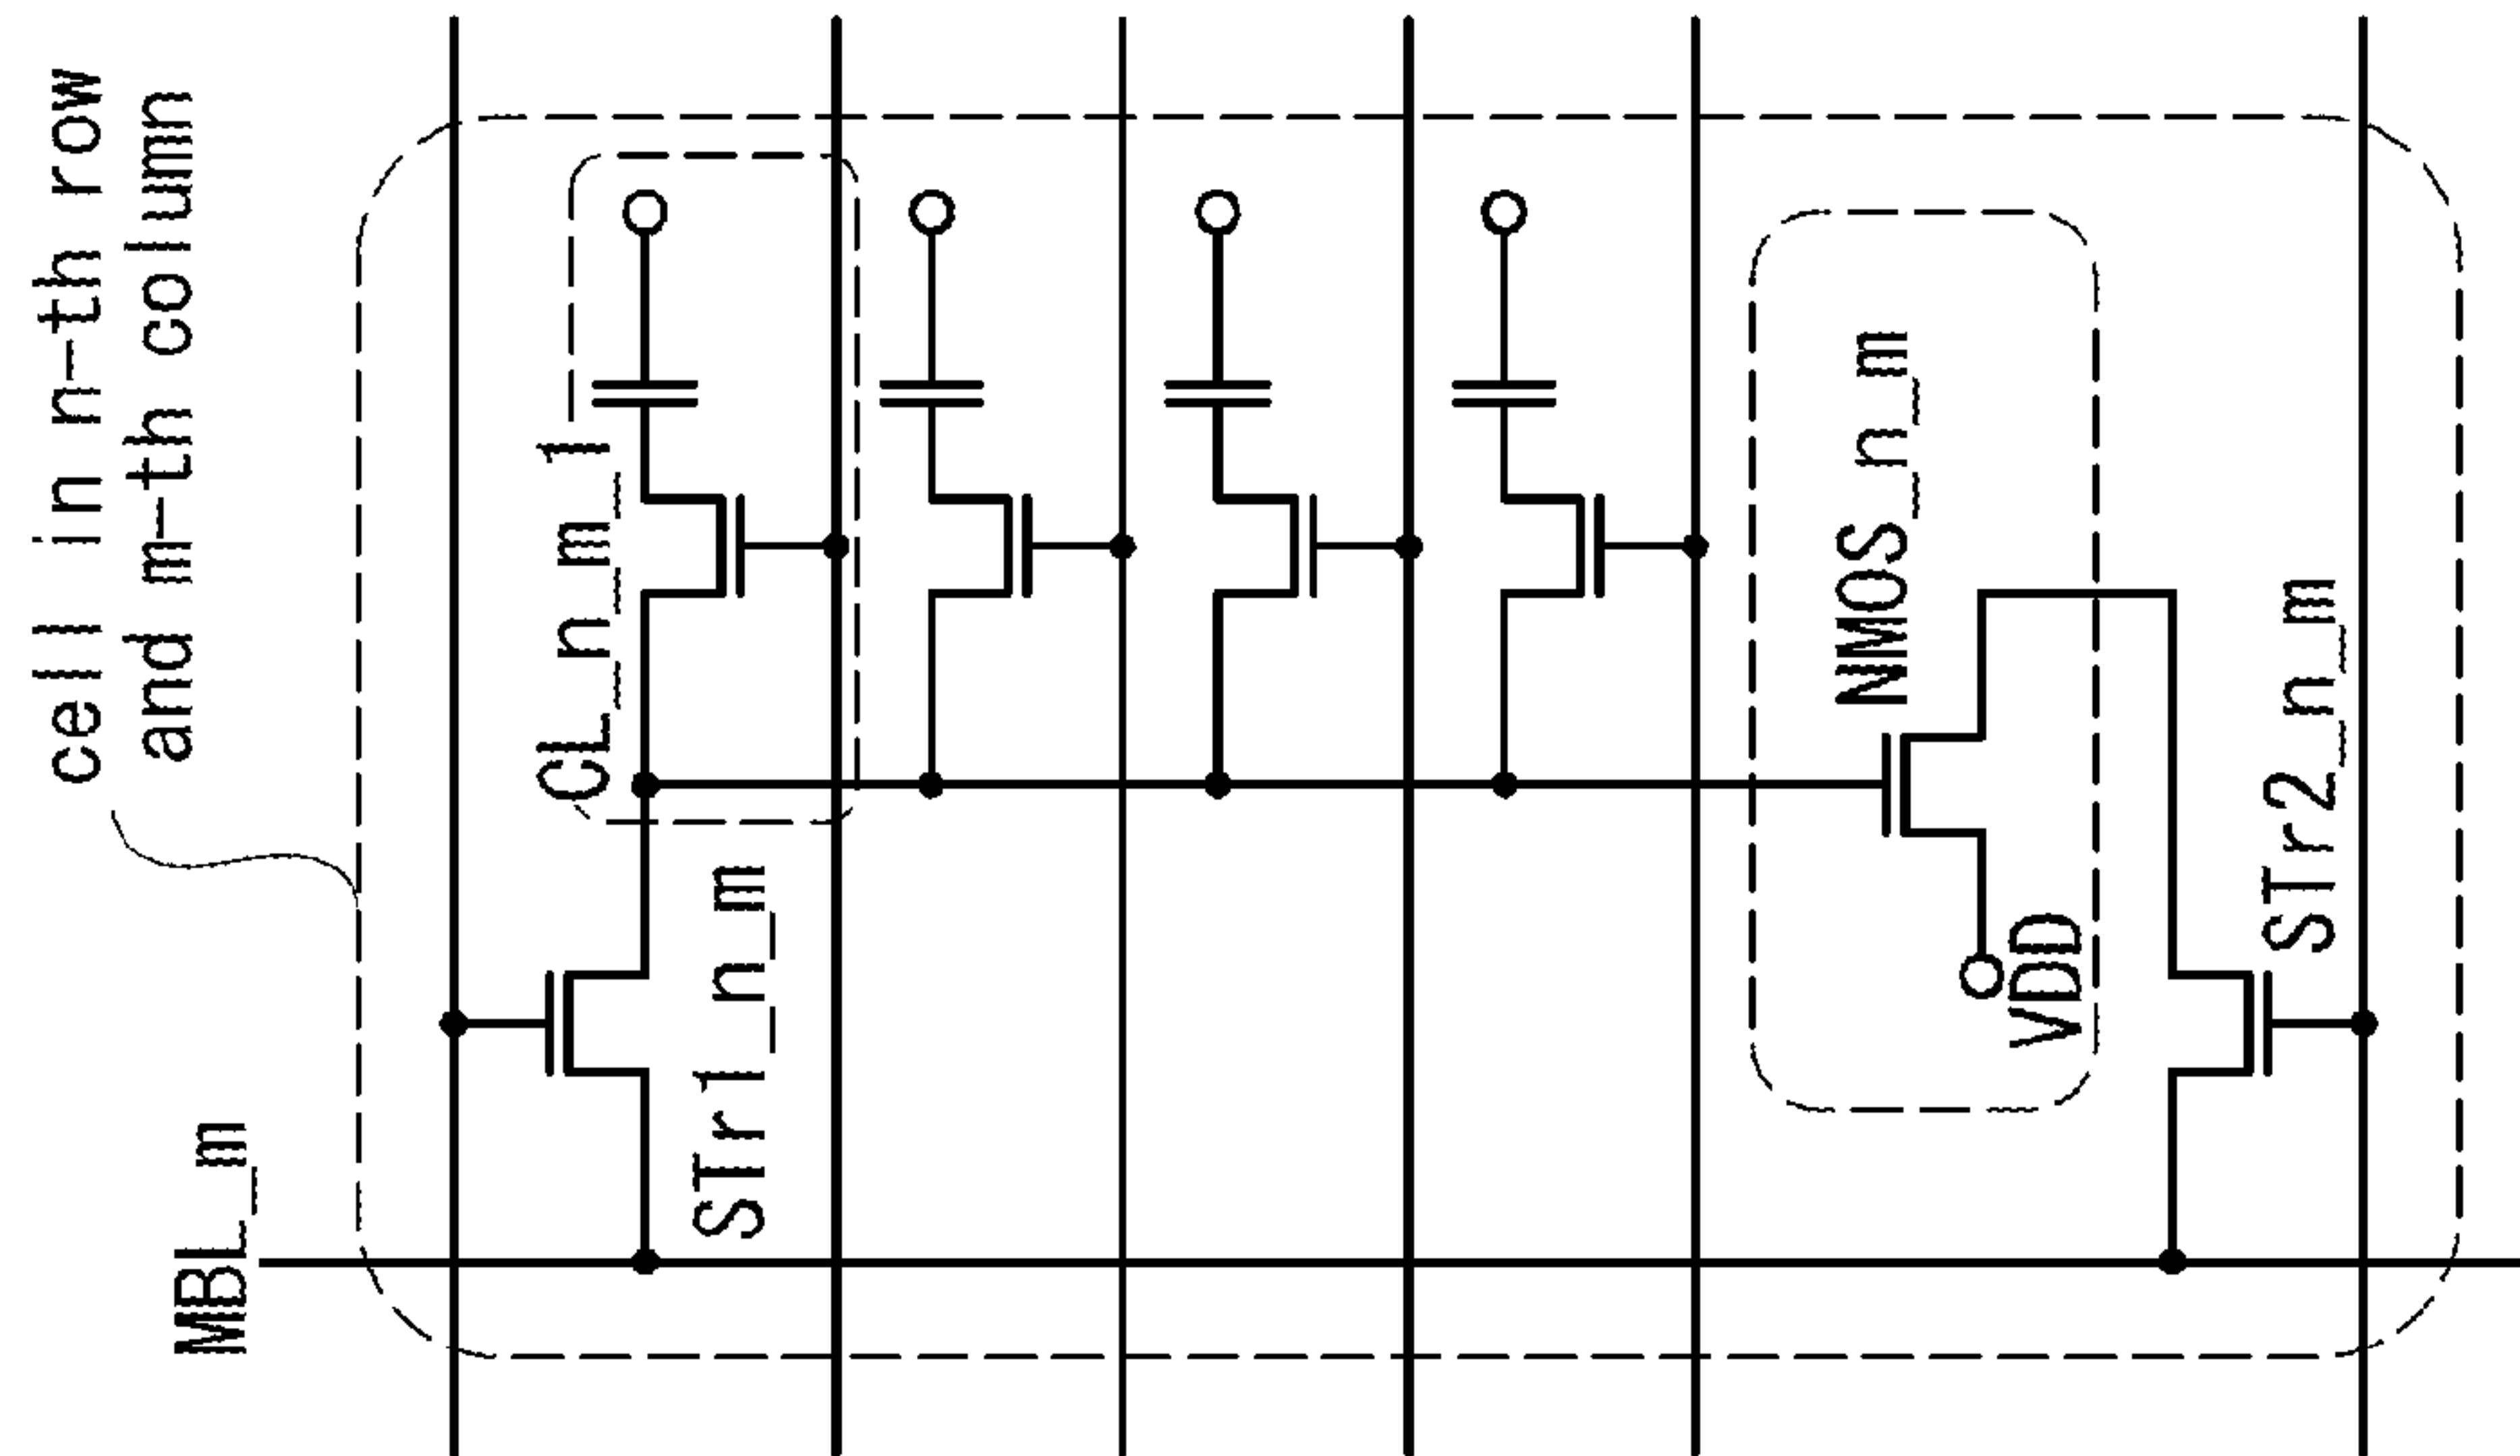 cell in n-th row
and m-th column
MBL_m
CL_n_m_1
STr1_n_m
NMOS_n_m
VDD
STr2_n_m